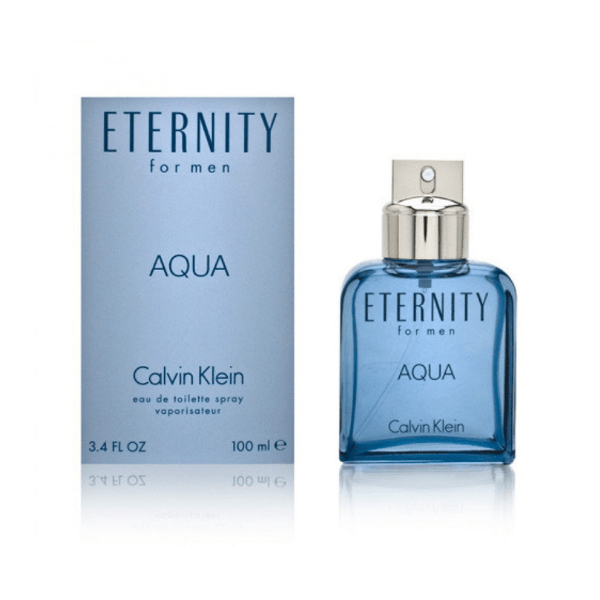 ETERNITY
for men
AQUA
Calvin Klein
eau de toilette spray
vaporisateur
3.4 FL OZ 100 ml ℮
ETERNITY
for men
AQUA
Calvin Klein